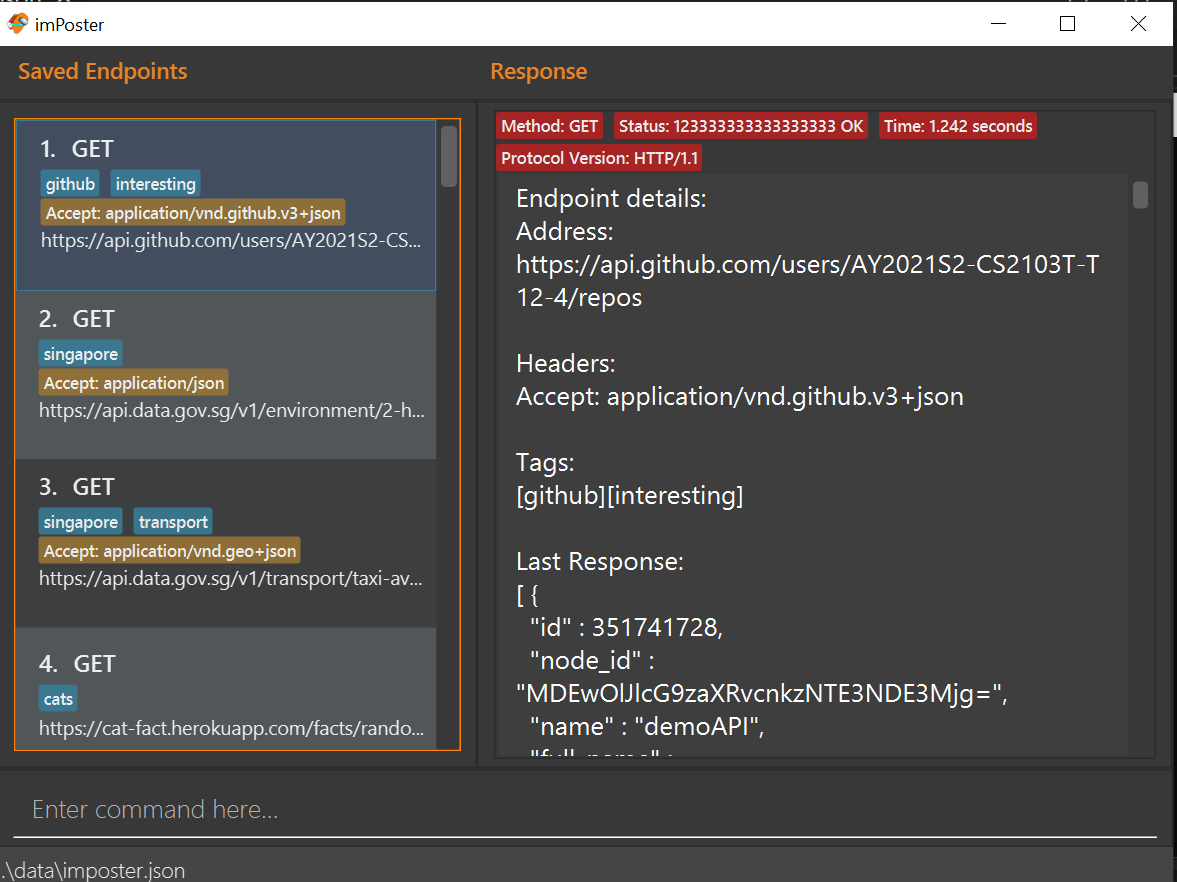 imPoster
Saved Endpoints
1. GET
github interesting
Accept: application/vnd.github.v3+json
https://api.github.com/users/AY2021S2-CS...
2. GET
singapore
Accept: application/json
https://api.data.gov.sg/v1/environment/2-h...
3. GET
singapore transport
Accept: application/vnd.geo+json
https://api.data.gov.sg/v1/transport/taxi-av...
4. GET
cats
https://cat-fact.herokuapp.com/facts/rando...
Response
Method: GET Status: 123333333333333333 OK Time: 1.242 seconds
Protocol Version: HTTP/1.1
Endpoint details:
Address:
https://api.github.com/users/AY2021S2-CS2103T-T
12-4/repos
Headers:
Accept: application/vnd.github.v3+json
Tags:
[github][interesting]
Last Response:
[ {
"id" : 351741728,
"node_id" :
"MDEwOlJlcG9zaXRvcnkzNTE3NDE3Mjg=",
"name" : "demoAPI",
"full_name" :
Enter command here...
.\data\imposter.json